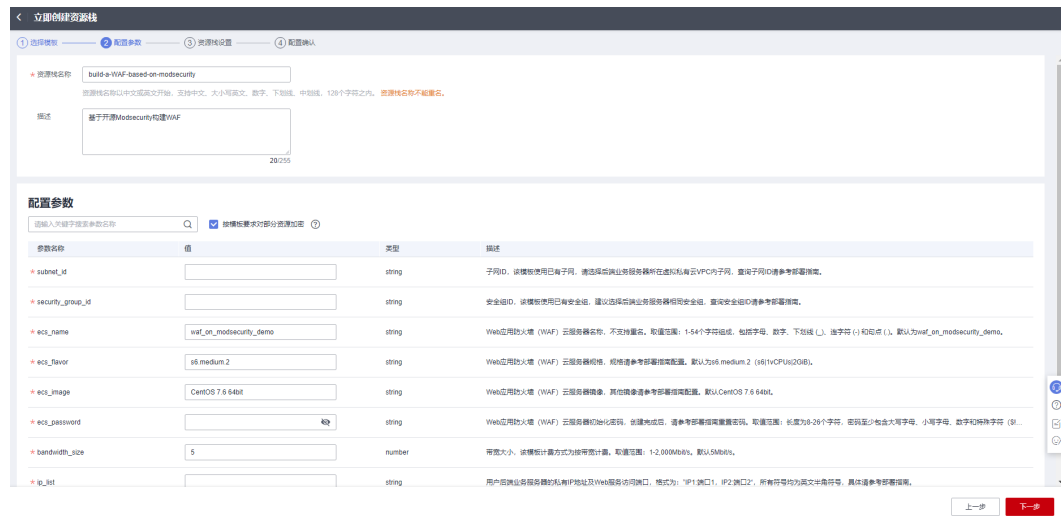 立即创建资源栈
1 选择模板
2 配置参数
3 资源栈设置
4 配置确认
* 资源栈名称 build-a-WAF-based-on-modsecurity
资源栈名称以中文或英文开始，支持中文、大小写英文、数字、下划线、中划线，128个字符之内。 资源栈名称不能重名。
描述 基于开源Modsecurity构建WAF
20/255
配置参数
请输入关键字搜索参数名称 按模板要求对部分资源加密
参数名称 值 类型 描述
* subnet_id string 子网ID，该模板使用已有子网，请选择后端业务服务器所在虚拟私有云VPC内子网，查询子网ID请参考部署指南。
* security_group_id string 安全组ID，该模板使用已有安全组，建议选择后端业务服务器相同安全组，查询安全组ID请参考部署指南。
* ecs_name waf_on_modsecurity_demo string Web应用防火墙（WAF）云服务器名称，不支持重名。取值范围：1-54个字符组成，包括字母、数字、下划线 (_)、连字符 (-) 和句点 (.)。默认为waf_on_modsecurity_demo。
* ecs_flavor s6.medium.2 string Web应用防火墙（WAF）云服务器规格，规格请参考部署指南配置。默认为s6.medium.2（s6|1vCPUs|2GiB）。
* ecs_image CentOS 7.6 64bit string Web应用防火墙（WAF）云服务器镜像，其他镜像请参考部署指南配置。默认CentOS 7.6 64bit。
* ecs_password string Web应用防火墙（WAF）云服务器初始化密码，创建完成后，请参考部署指南重置密码。取值范围：长度为8-26个字符，密码至少包含大写字母、小写字母、数字和特殊字符（$!...
* bandwidth_size 5 number 带宽大小，该模板计费方式为按带宽计费。取值范围：1-2,000Mbit/s。默认5Mbit/s。
* ip_list string 用户后端业务服务器的私有IP地址及Web服务访问端口，格式为："IP1:端口1，IP2:端口2"，所有符号均为英文半角符号，具体请参考部署指南。
上一步 下一步